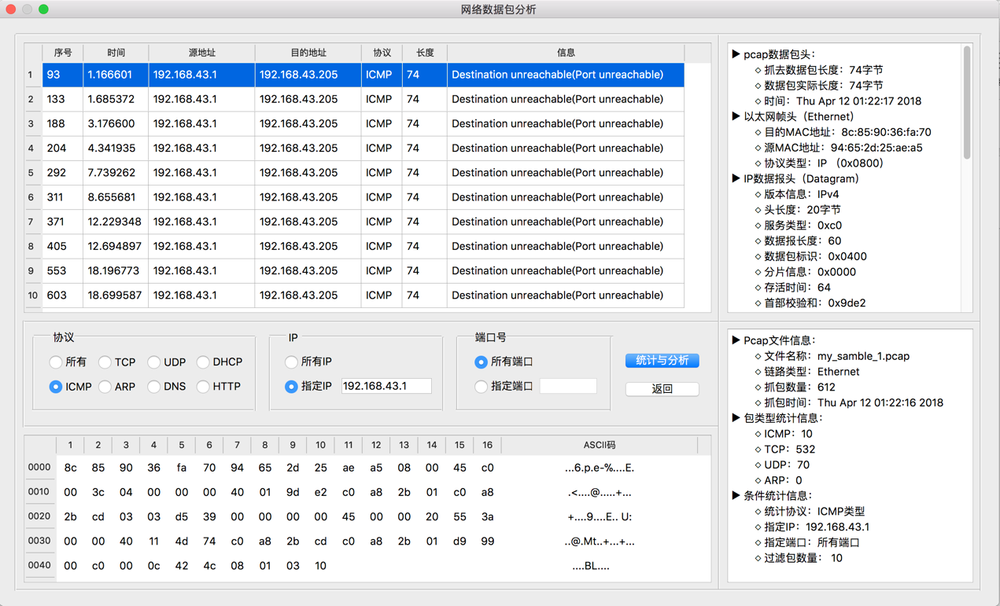 网络数据包分析
序号 时间 源地址 目的地址 协议 长度 信息
1 93 1.166601 192.168.43.1 192.168.43.205 ICMP 74 Destination unreachable(Port unreachable)
2 133 1.685372 192.168.43.1 192.168.43.205 ICMP 74 Destination unreachable(Port unreachable)
3 188 3.176600 192.168.43.1 192.168.43.205 ICMP 74 Destination unreachable(Port unreachable)
4 204 4.341935 192.168.43.1 192.168.43.205 ICMP 74 Destination unreachable(Port unreachable)
5 292 7.739262 192.168.43.1 192.168.43.205 ICMP 74 Destination unreachable(Port unreachable)
6 311 8.655681 192.168.43.1 192.168.43.205 ICMP 74 Destination unreachable(Port unreachable)
7 371 12.229348 192.168.43.1 192.168.43.205 ICMP 74 Destination unreachable(Port unreachable)
8 405 12.694897 192.168.43.1 192.168.43.205 ICMP 74 Destination unreachable(Port unreachable)
9 553 18.196773 192.168.43.1 192.168.43.205 ICMP 74 Destination unreachable(Port unreachable)
10 603 18.699587 192.168.43.1 192.168.43.205 ICMP 74 Destination unreachable(Port unreachable)
▶ pcap数据包头：
◇ 抓去数据包长度：74字节
◇ 数据包实际长度：74字节
◇ 时间：Thu Apr 12 01:22:17 2018
▶ 以太网帧头（Ethernet）
◇ 目的MAC地址：8c:85:90:36:fa:70
◇ 源MAC地址：94:65:2d:25:ae:a5
◇ 协议类型：IP （0x0800）
▶ IP数据报头（Datagram）
◇ 版本信息：IPv4
◇ 头长度：20字节
◇ 服务类型：0xc0
◇ 数据报长度：60
◇ 数据包标识：0x0400
◇ 分片信息：0x0000
◇ 存活时间：64
◇ 首部校验和：0x9de2
协议
所有 TCP UDP DHCP
ICMP ARP DNS HTTP
IP
所有IP
指定IP 192.168.43.1
端口号
所有端口
指定端口
统计与分析
返回
1 2 3 4 5 6 7 8 9 10 11 12 13 14 15 16 ASCII码
0000 8c 85 90 36 fa 70 94 65 2d 25 ae a5 08 00 45 c0 ...6.p.e-%....E.
0010 00 3c 04 00 00 00 40 01 9d e2 c0 a8 2b 01 c0 a8 .<....@.....+...
0020 2b cd 03 03 d5 39 00 00 00 00 45 00 00 20 55 3a +....9....E.. U:
0030 00 00 40 11 4d 74 c0 a8 2b cd c0 a8 2b 01 d9 99 ..@.Mt..+...+...
0040 00 c0 00 0c 42 4c 08 01 03 10 ....BL....
▶ Pcap文件信息：
◇ 文件名称：my_samble_1.pcap
◇ 链路类型：Ethernet
◇ 抓包数量：612
◇ 抓包时间：Thu Apr 12 01:22:16 2018
▶ 包类型统计信息：
◇ ICMP：10
◇ TCP：532
◇ UDP：70
◇ ARP：0
▶ 条件统计信息：
◇ 统计协议：ICMP类型
◇ 指定IP：192.168.43.1
◇ 指定端口：所有端口
◇ 过滤包数量： 10